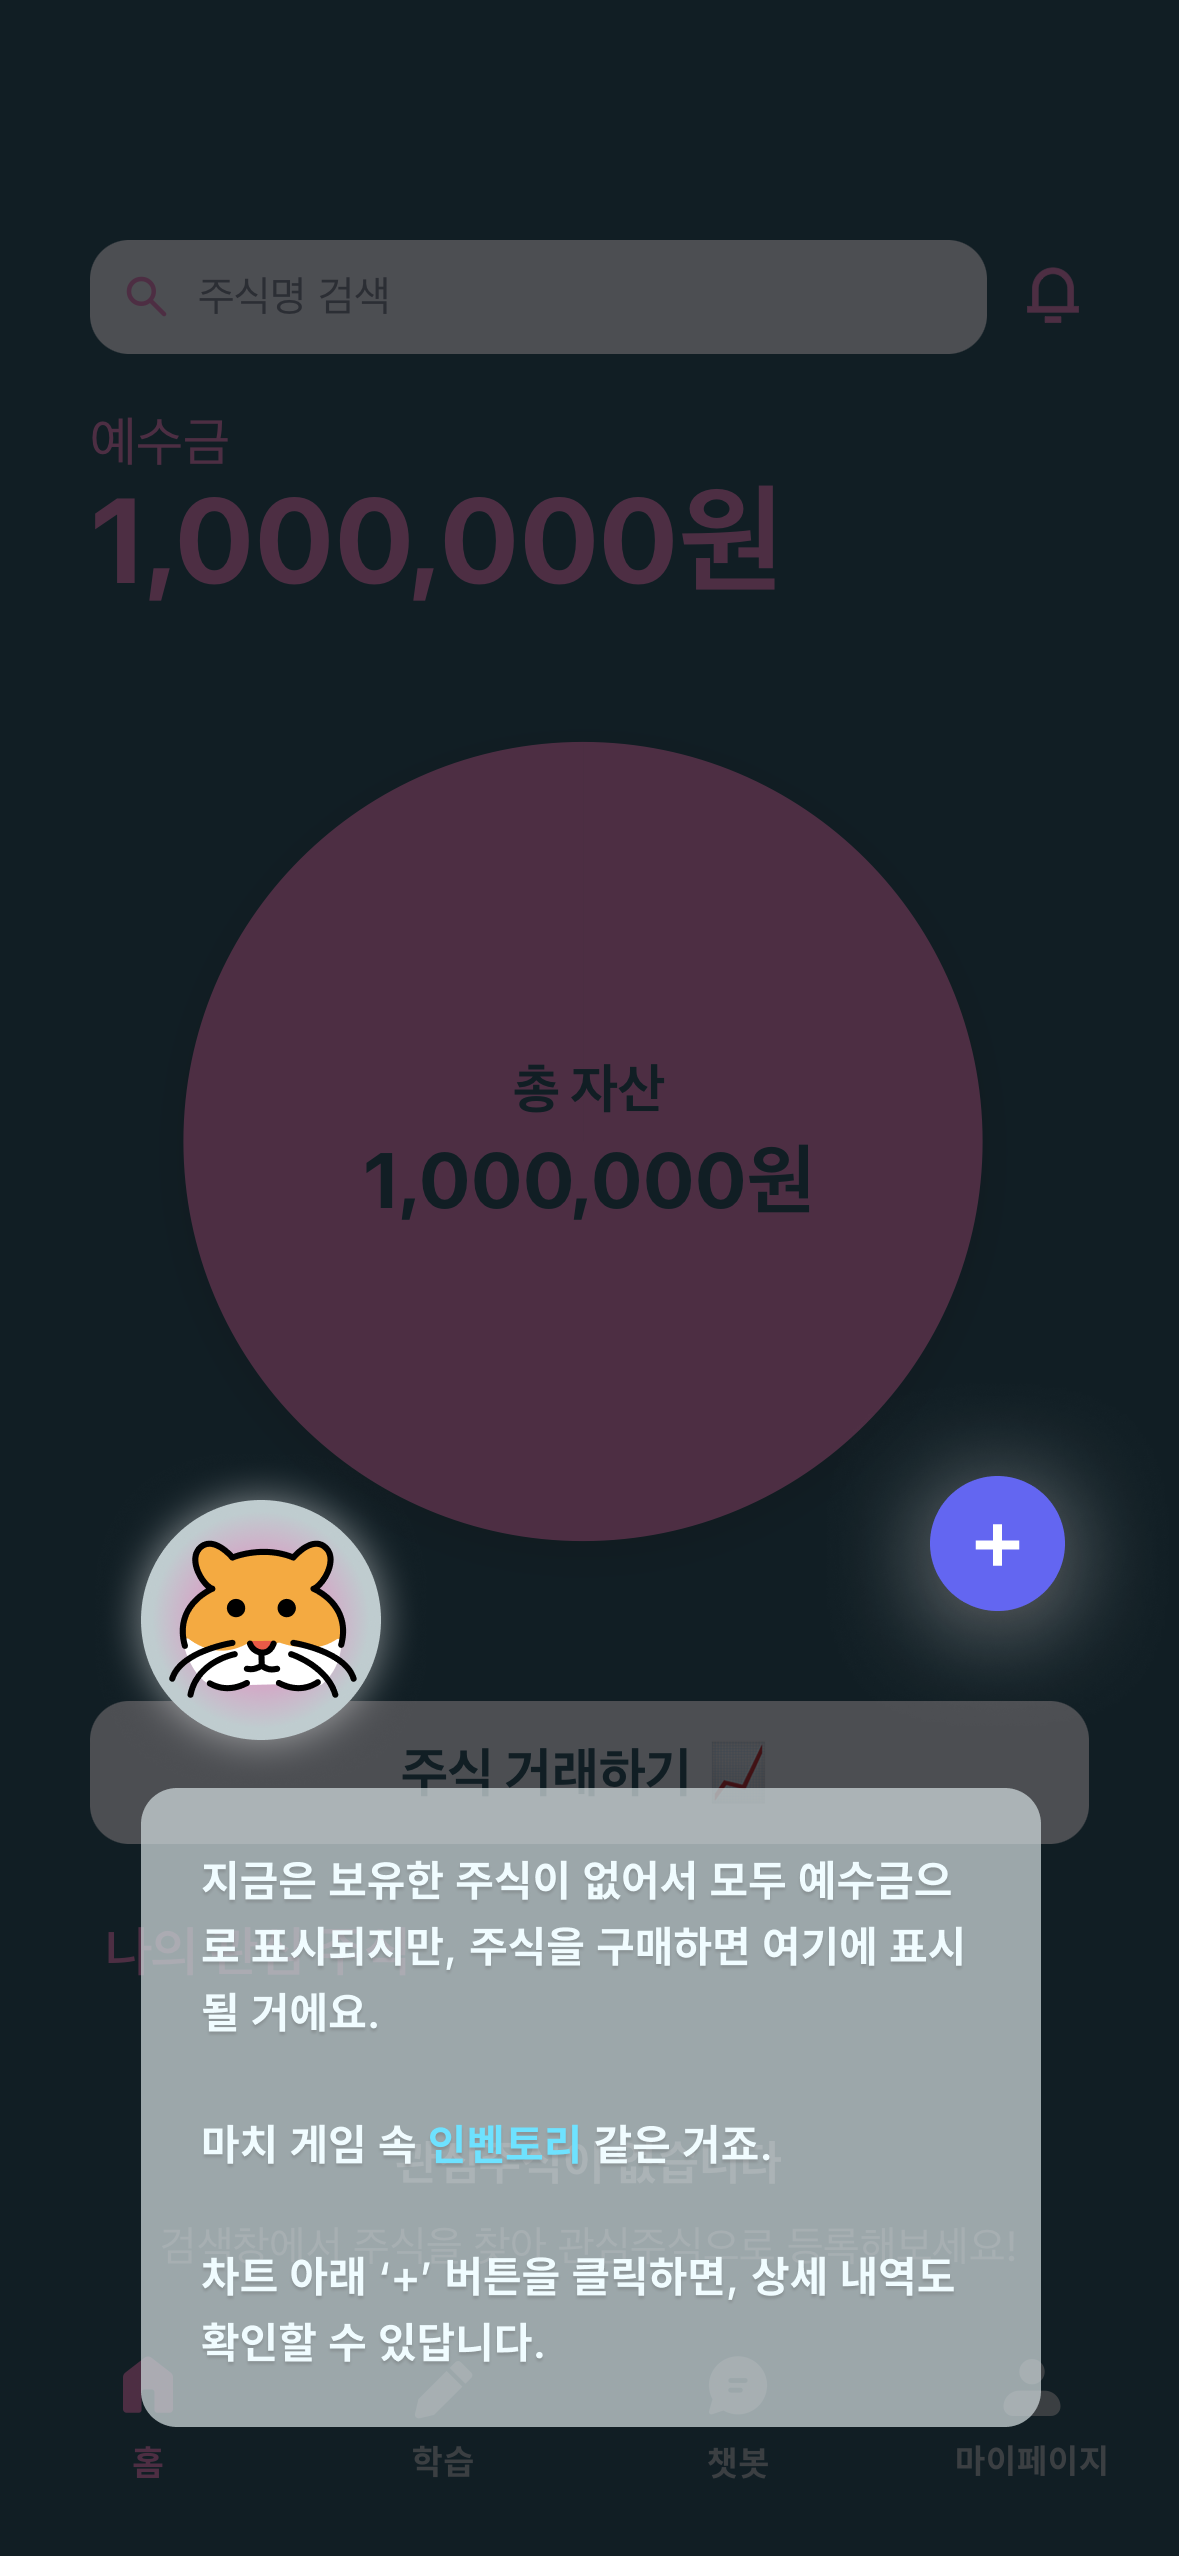 주식명 검색
예수금
1,000,000원
총 자산
1,000,000원
+
주식 거래하기
지금은 보유한 주식이 없어서 모두 예수금으
로 표시되지만, 주식을 구매하면 여기에 표시
될 거에요.
나의
마치 게임 속 인벤토리 같은 거죠.
관심주식이 없습니다
검색창에서 주식을 찾아 관심주식으로 등록해보세요!
차트 아래 ‘+’ 버튼을 클릭하면, 상세 내역도
확인할 수 있답니다.
홈
학습
챗봇
마이페이지